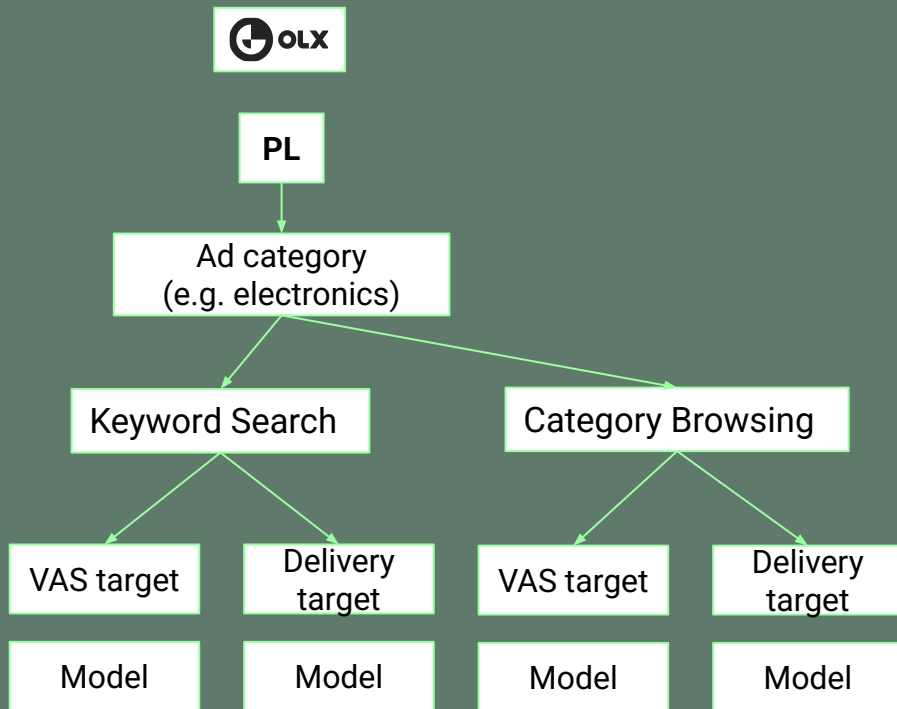 OLX
PL
Ad category
(e.g. electronics)
Keyword Search
Category Browsing
VAS target
Delivery
target
VAS target
Delivery
target
Model
Model
Model
Model